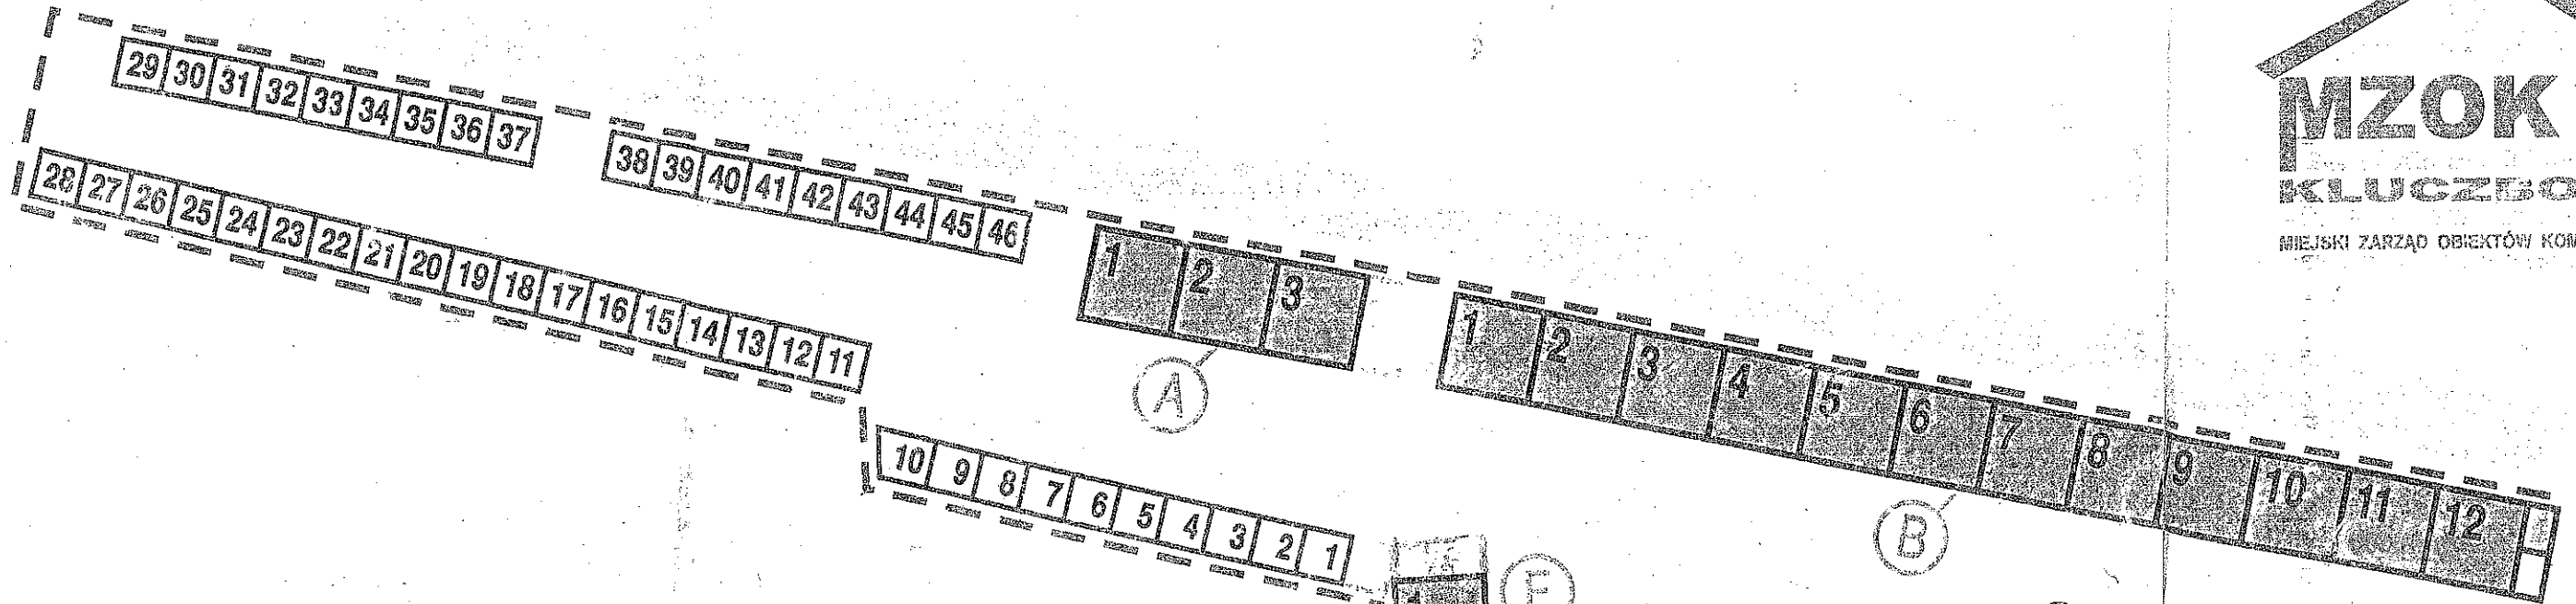 MZOK
MIEJSKI ZARZĄD OBIEKTÓW
29 30 31 32 33 34 35 36 37
38 39 40 41 42 43 44 45 46
28 27 26 25 24 23 22 21 20 19 18 17 16 15 14 13 12 11
10 9 8 7 6 5 4 3 2 1
1 2 3
A
1 2 3 4 5 6 7 8 9 10 11 12
B